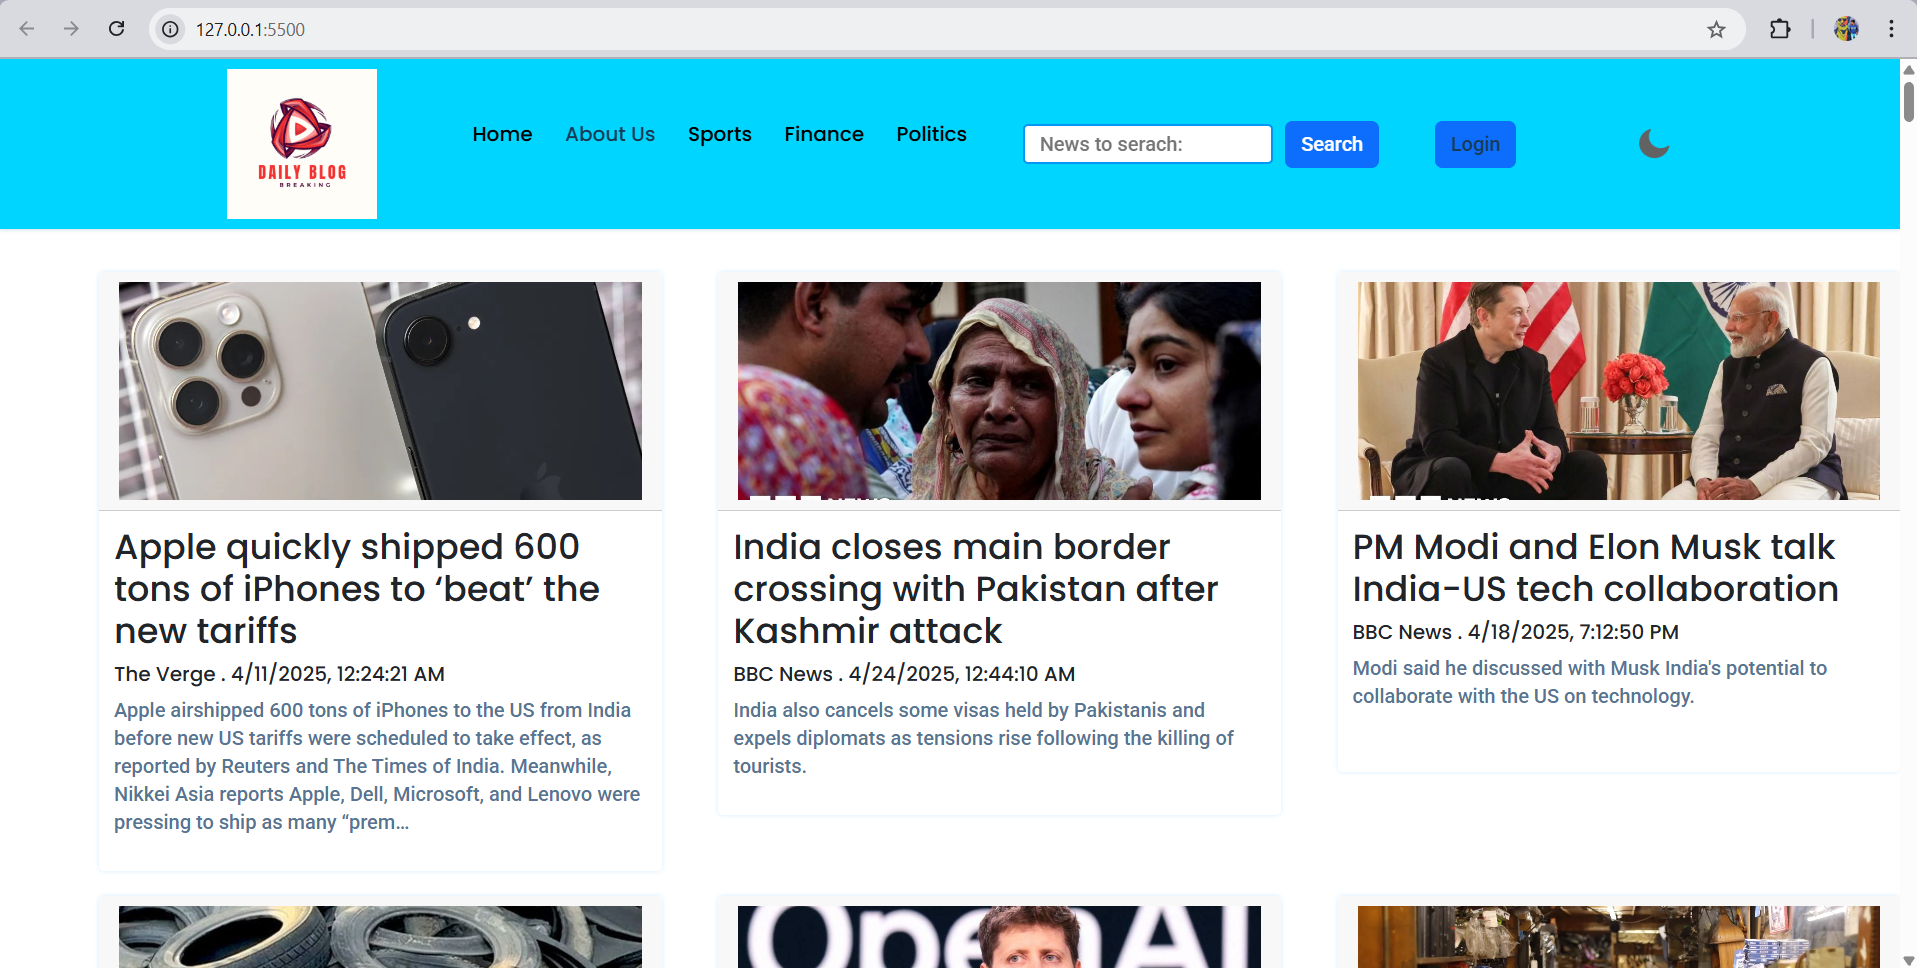 127.0.0.1:5500
DAILY BLOG
BREAKING
Home
About Us
Sports
Finance
Politics
News to serach:
Search
Login
Apple quickly shipped 600
tons of iPhones to ‘beat’ the
new tariffs
The Verge . 4/11/2025, 12:24:21 AM
Apple airshipped 600 tons of iPhones to the US from India
before new US tariffs were scheduled to take effect, as
reported by Reuters and The Times of India. Meanwhile,
Nikkei Asia reports Apple, Dell, Microsoft, and Lenovo were
pressing to ship as many “prem…
India closes main border
crossing with Pakistan after
Kashmir attack
BBC News . 4/24/2025, 12:44:10 AM
India also cancels some visas held by Pakistanis and
expels diplomats as tensions rise following the killing of
tourists.
PM Modi and Elon Musk talk
India-US tech collaboration
BBC News . 4/18/2025, 7:12:50 PM
Modi said he discussed with Musk India's potential to
collaborate with the US on technology.
OpenAI